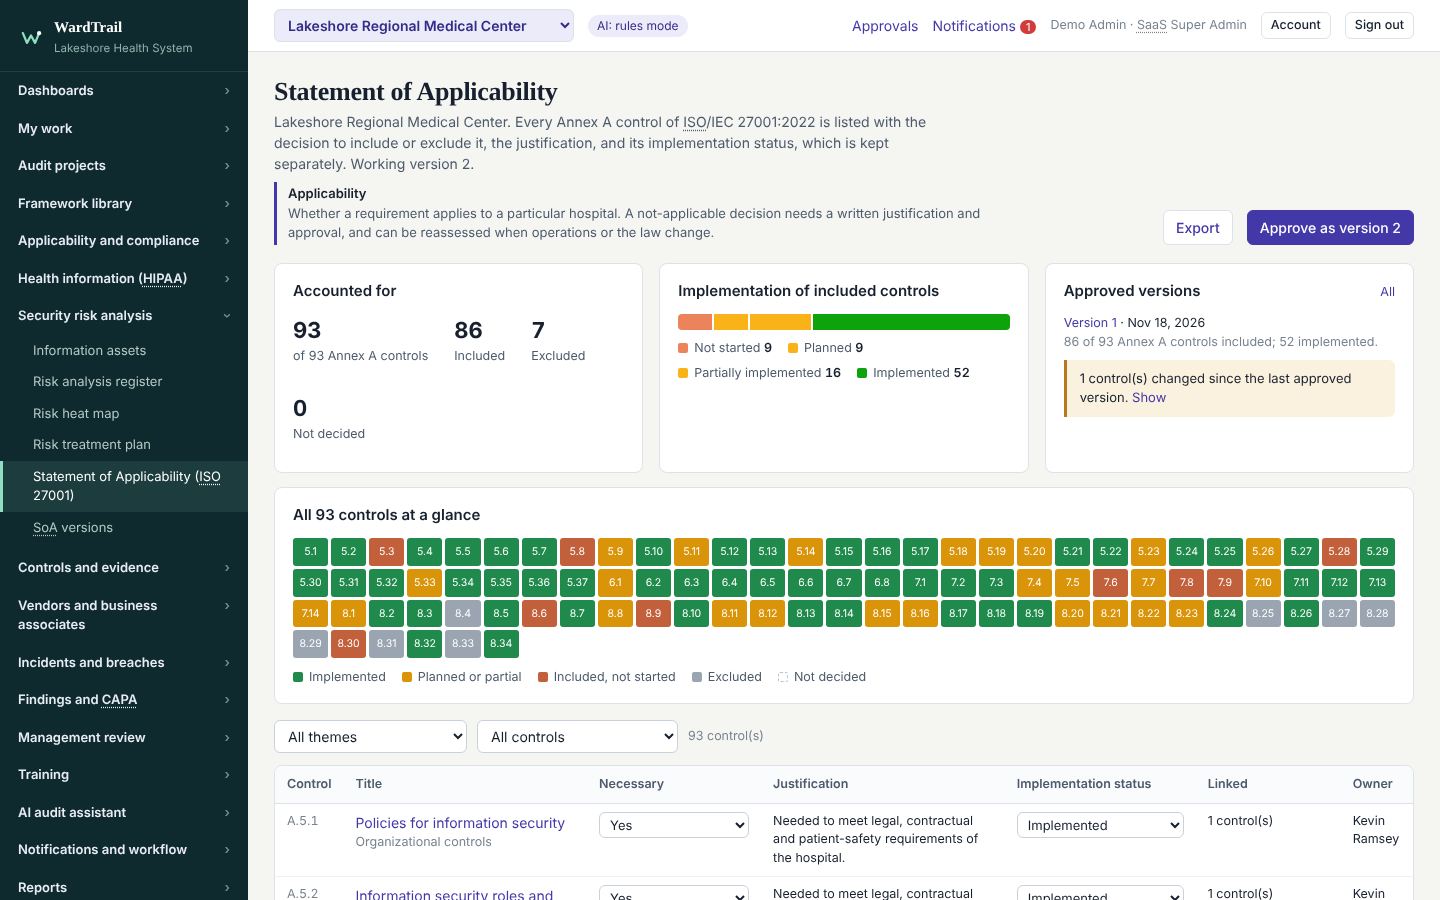 WardTrail
Lakeshore Health System
Dashboards
My work
Audit projects
Framework library
Applicability and compliance
Health information (HIPAA)
Security risk analysis
Information assets
Risk analysis register
Risk heat map
Risk treatment plan
Statement of Applicability (ISO
27001)
SoA versions
Controls and evidence
Vendors and business
associates
Incidents and breaches
Findings and CAPA
Management review
Training
AI audit assistant
Notifications and workflow
Reports
Lakeshore Regional Medical Center
AI: rules mode
Approvals
Notifications 1
Demo Admin · SaaS Super Admin
Account
Sign out
Statement of Applicability
Lakeshore Regional Medical Center. Every Annex A control of ISO/IEC 27001:2022 is listed with the
decision to include or exclude it, the justification, and its implementation status, which is kept
separately. Working version 2.
Applicability
Whether a requirement applies to a particular hospital. A not-applicable decision needs a written justification and
approval, and can be reassessed when operations or the law change.
Export
Approve as version 2
Accounted for
93 86 7
of 93 Annex A controls Included Excluded
0
Not decided
Implementation of included controls
Not started 9 Planned 9
Partially implemented 16 Implemented 52
Approved versions All
Version 1 · Nov 18, 2026
86 of 93 Annex A controls included; 52 implemented.
1 control(s) changed since the last approved
version. Show
All 93 controls at a glance
5.1 5.2 5.3 5.4 5.5 5.6 5.7 5.8 5.9 5.10 5.11 5.12 5.13 5.14 5.15 5.16 5.17 5.18 5.19 5.20 5.21 5.22 5.23 5.24 5.25 5.26 5.27 5.28 5.29
5.30 5.31 5.32 5.33 5.34 5.35 5.36 5.37 6.1 6.2 6.3 6.4 6.5 6.6 6.7 6.8 7.1 7.2 7.3 7.4 7.5 7.6 7.7 7.8 7.9 7.10 7.11 7.12 7.13
7.14 8.1 8.2 8.3 8.4 8.5 8.6 8.7 8.8 8.9 8.10 8.11 8.12 8.13 8.14 8.15 8.16 8.17 8.18 8.19 8.20 8.21 8.22 8.23 8.24 8.25 8.26 8.27 8.28
8.29 8.30 8.31 8.32 8.33 8.34
Implemented Planned or partial Included, not started Excluded Not decided
All themes All controls 93 control(s)
Control Title Necessary Justification Implementation status Linked Owner
A.5.1 Policies for information security Yes Needed to meet legal, contractual Implemented 1 control(s) Kevin
Organizational controls and patient-safety requirements of Ramsey
the hospital.
A.5.2 Information security roles and Yes Needed to meet legal, contractual Implemented 1 control(s) Kevin